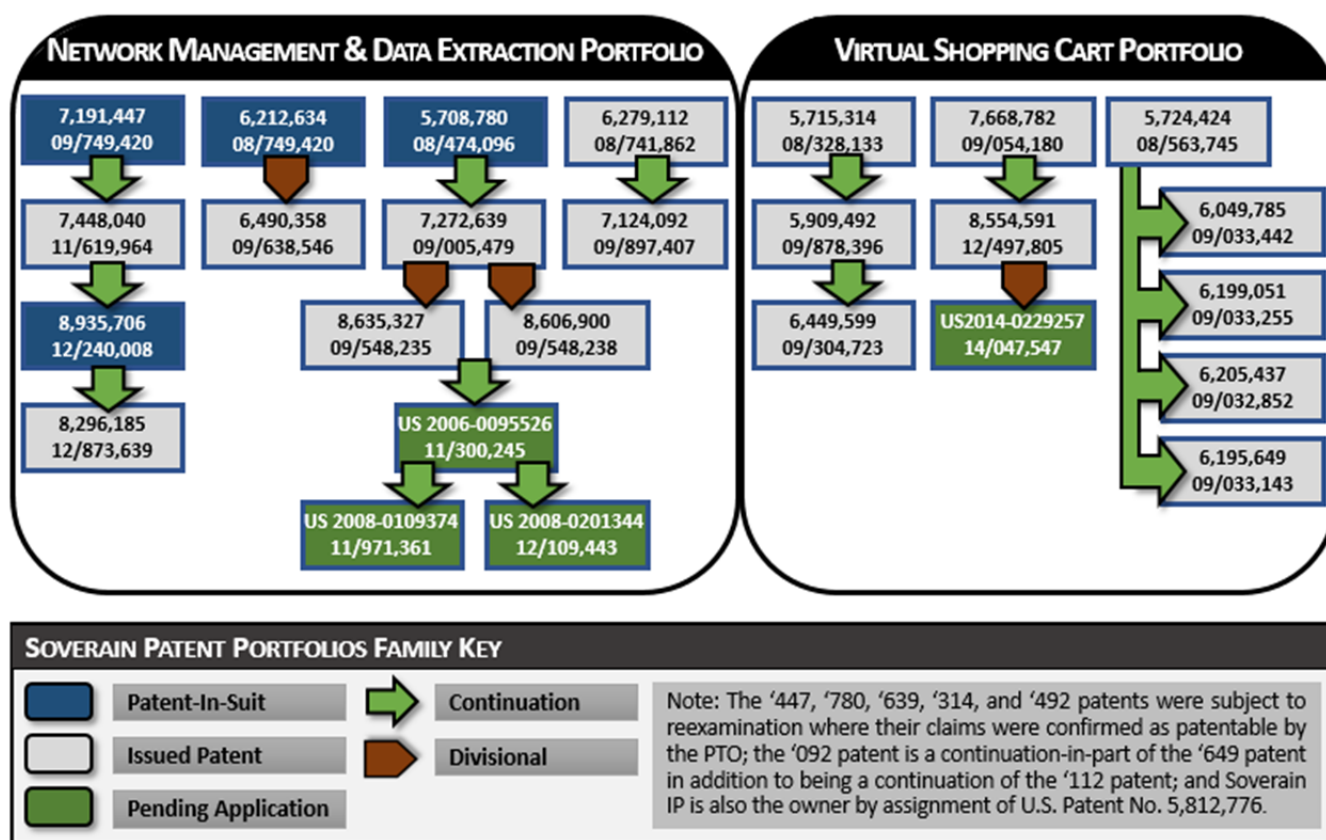 NETWORK MANAGEMENT & DATA EXTRACTION PORTFOLIO
7,191,447
09/749,420
6,212,634
08/749,420
5,708,780
08/474,096
6,279,112
08/741,862
7,448,040
11/619,964
6,490,358
09/638,546
7,272,639
09/005,479
7,124,092
09/897,407
8,935,706
12/240,008
8,635,327
09/548,235
8,606,900
09/548,238
8,296,185
12/873,639
US 2006-0095526
11/300,245
US 2008-0109374
11/971,361
US 2008-0201344
12/109,443
VIRTUAL SHOPPING CART PORTFOLIO
5,715,314
08/328,133
7,668,782
09/054,180
5,724,424
08/563,745
5,909,492
09/878,396
8,554,591
12/497,805
6,049,785
09/033,442
6,449,599
09/304,723
US2014-0229257
14/047,547
6,199,051
09/033,255
6,205,437
09/032,852
6,195,649
09/033,143
SOVERAIN PATENT PORTFOLIOS FAMILY KEY
Patent-In-Suit
Issued Patent
Pending Application
Continuation
Divisional
Note: The ‘447, ‘780, ‘639, ‘314, and ‘492 patents were subject to
reexamination where their claims were confirmed as patentable by
the PTO; the ‘092 patent is a continuation-in-part of the ‘649 patent
in addition to being a continuation of the ‘112 patent; and Soverain
IP is also the owner by assignment of U.S. Patent No. 5,812,776.